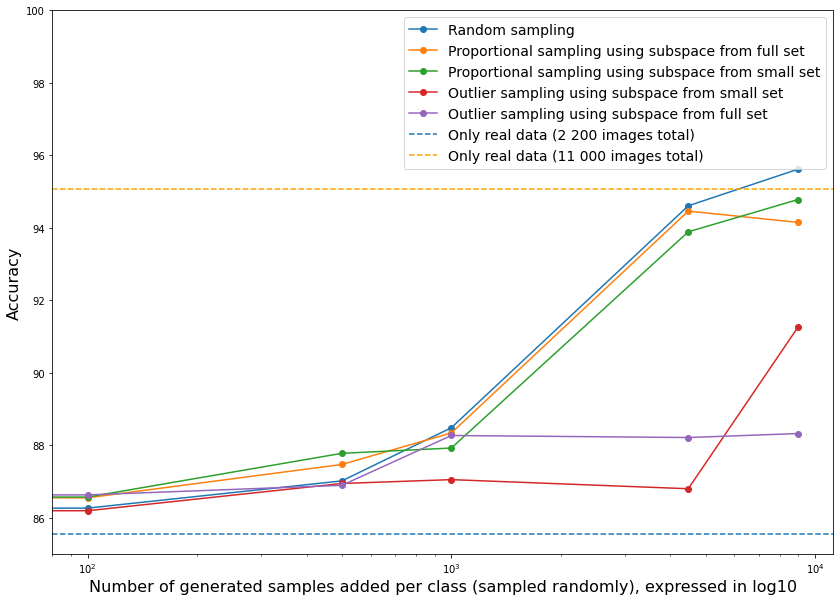 100
98
96
94
92
90
88
86
Accuracy
Random sampling
Proportional sampling using subspace from full set
Proportional sampling using subspace from small set
Outlier sampling using subspace from small set
Outlier sampling using subspace from full set
Only real data (2 200 images total)
Only real data (11 000 images total)
10² 10³ 10⁴
Number of generated samples added per class (sampled randomly), expressed in log10